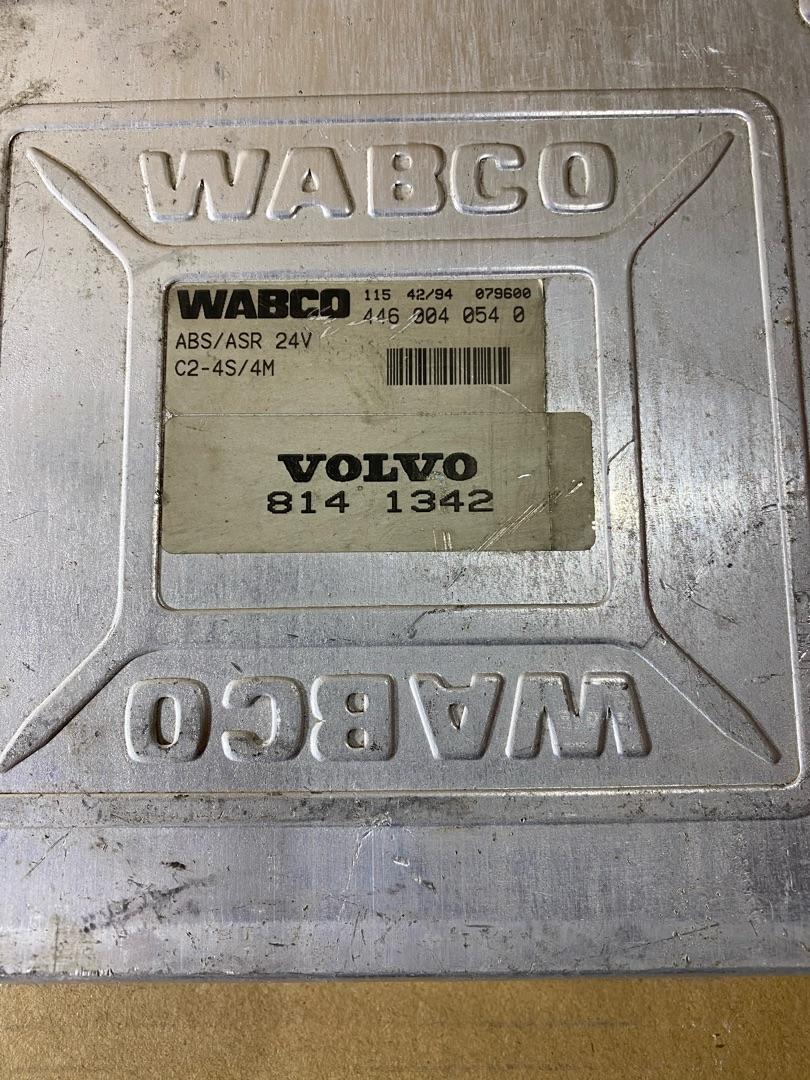 WABCO
WABCO 115 42/94 079600
446 004 054 0
ABS/ASR 24V
C2-4S/4M
VOLVO
814 1342
WABCO